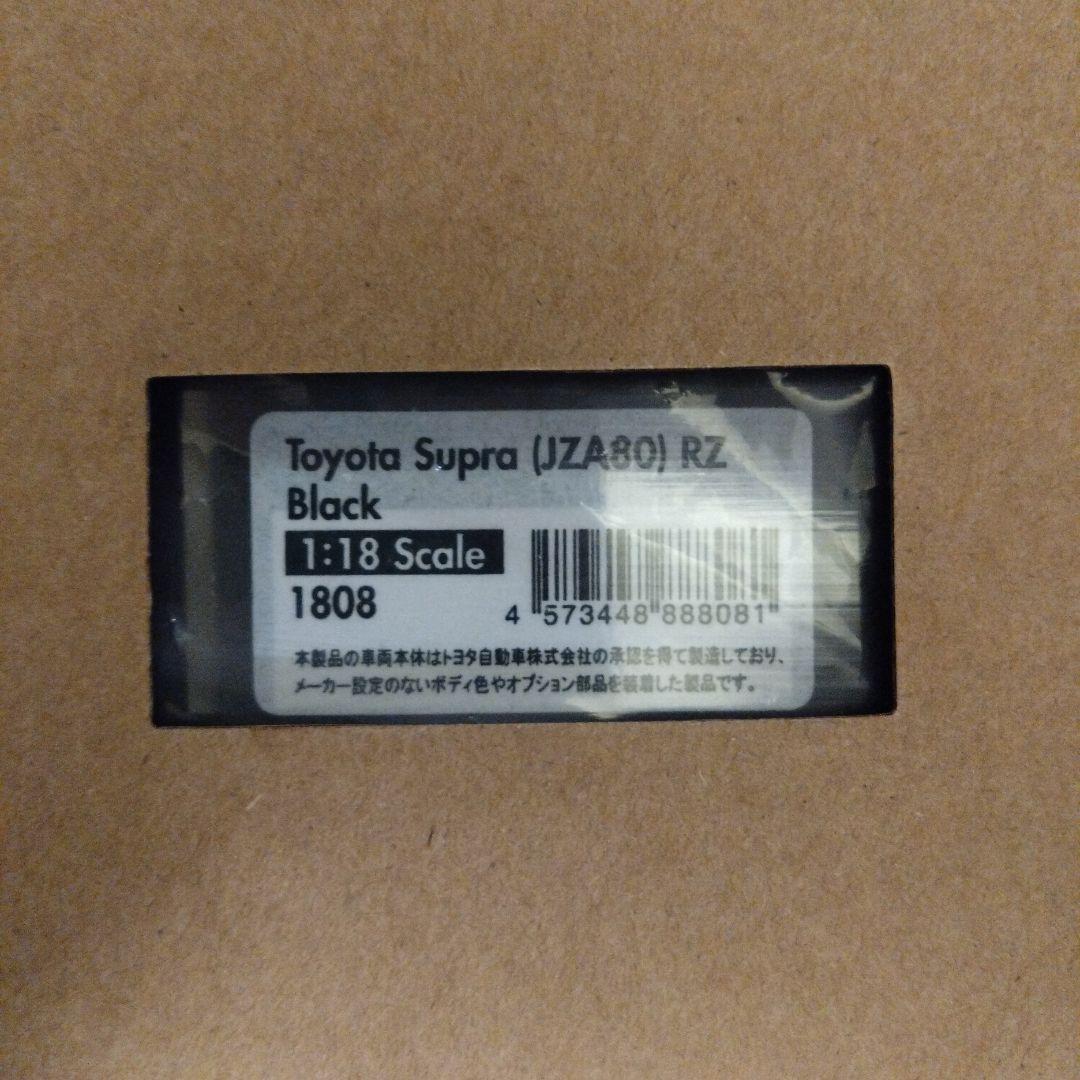 Toyota Supra (JZA80) RZ
Black
1:18 Scale
1808
4 573448 888081
本製品の車両本体はトヨタ自動車株式会社の承認を得て製造しており、
メーカー設定のないボディ色やオプション部品を装着した製品です。